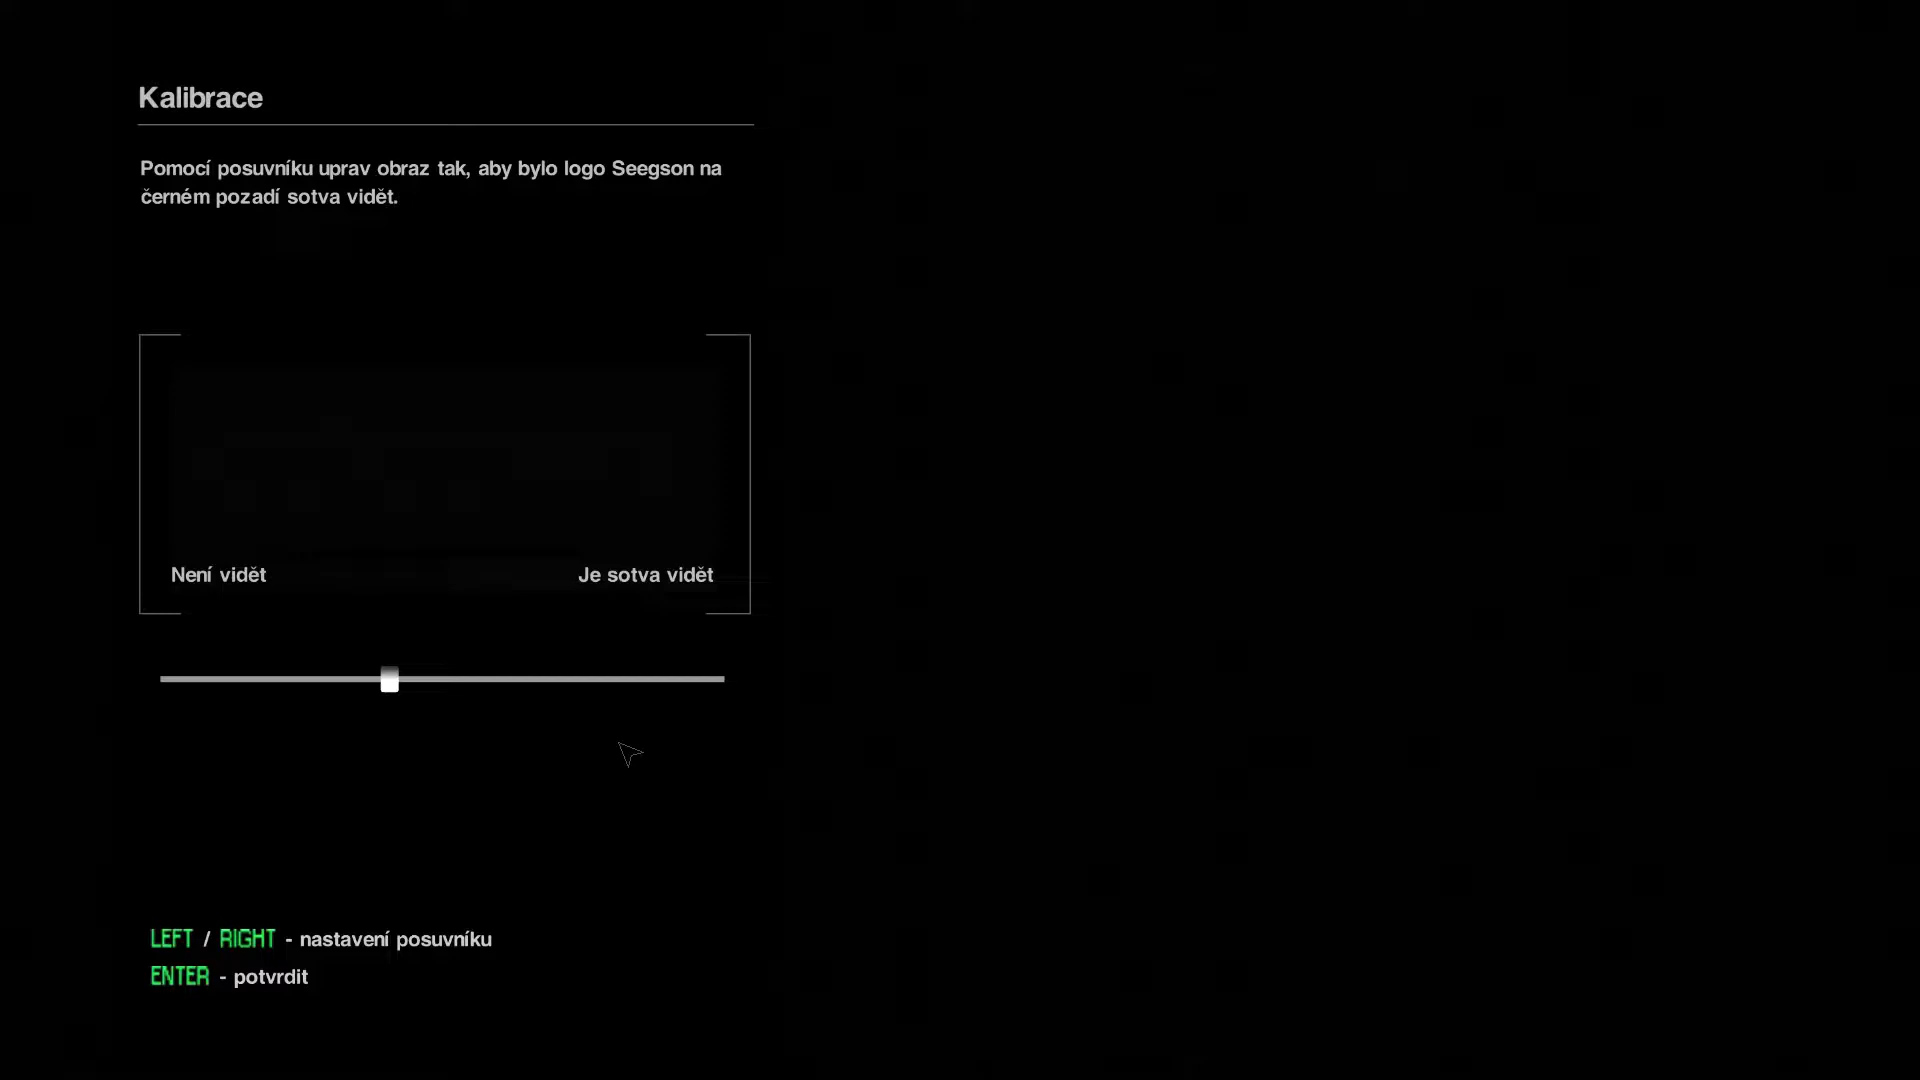 Kalibrace
Pomocí posuvníku uprav obraz tak, aby bylo logo Seegson na
černém pozadí sotva vidět.
Není vidět
Je sotva vidět
LEFT / RIGHT - nastavení posuvníku
ENTER - potvrdit